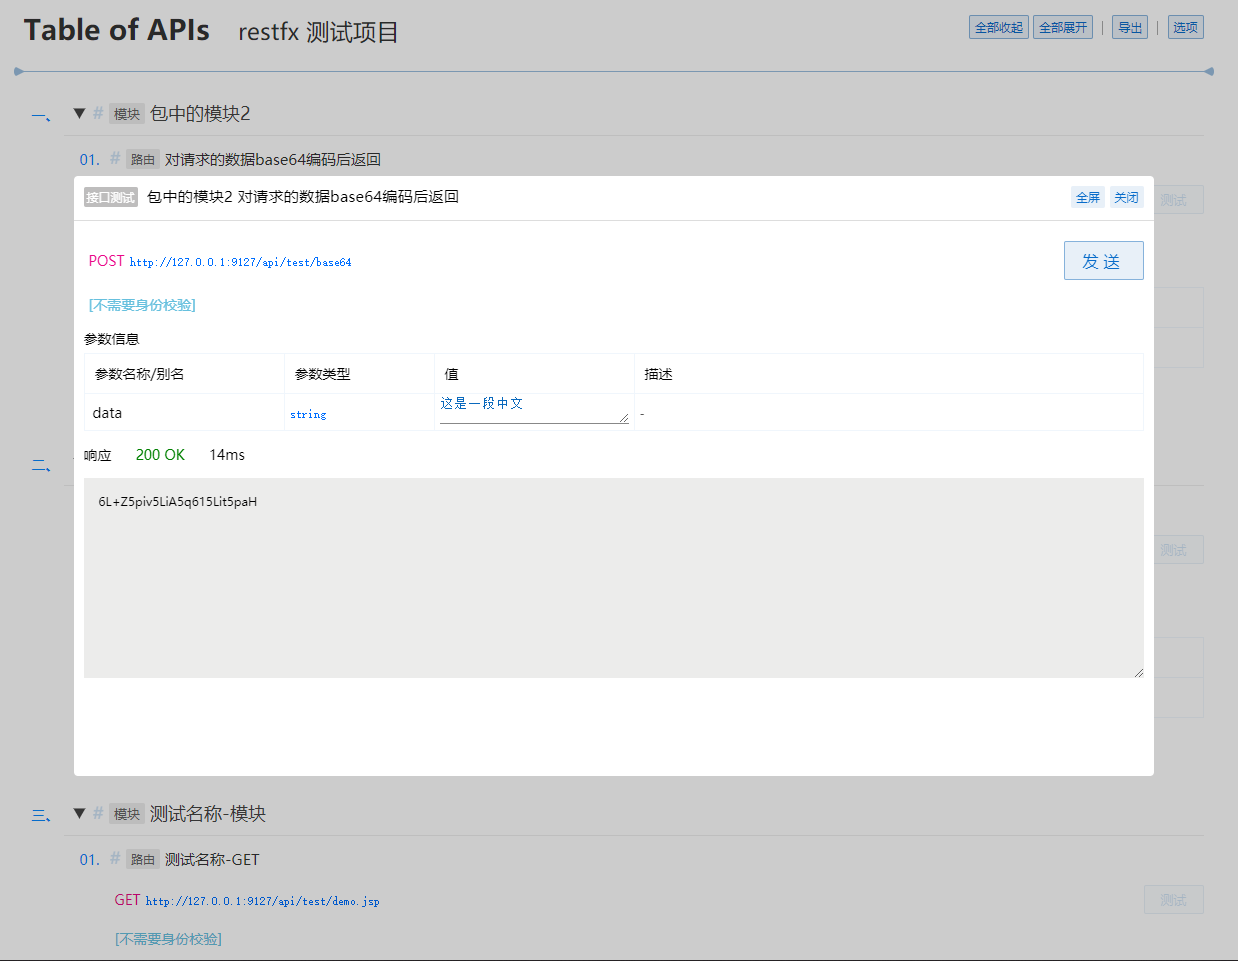 Table of APIs restfx 测试项目 全部收起 全部展开 | 导出 | 选项
一、 ▼ # 模块 包中的模块2
01. # 路由 对请求的数据base64编码后返回
测试
接口测试 包中的模块2 对请求的数据base64编码后返回 全屏 关闭
POST http://127.0.0.1:9127/api/test/base64 发 送
[不需要身份校验]
参数信息
参数名称/别名 参数类型 值 描述
data string 这是一段中文 -
响应 200 OK 14ms
二、
6L+Z5piv5LiA5q615Lit5paH
测试
三、 ▼ # 模块 测试名称-模块
01. # 路由 测试名称-GET
GET http://127.0.0.1:9127/api/test/demo.jsp 测试
[不需要身份校验]